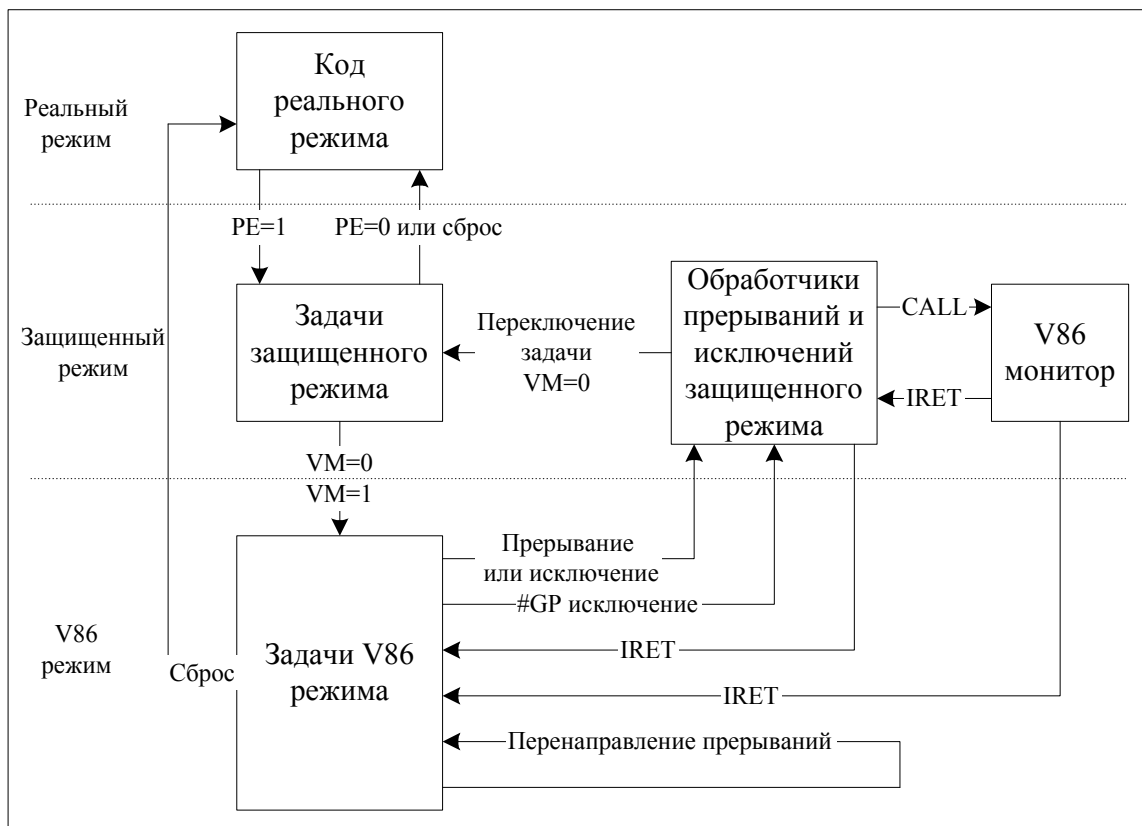 Код
реального
режима
Реальный
режим
PE=1
PE=0 или сброс
Защищенный
режим
Задачи
защищенного
режима
Переключение
задачи
VM=0
Обработчики
прерываний и
исключений
защищенного
режима
CALL
IRET
V86
монитор
VM=0
VM=1
V86
режим
Сброс
Задачи V86
режима
Прерывание
или исключение
#GP исключение
IRET
IRET
Перенаправление прерываний